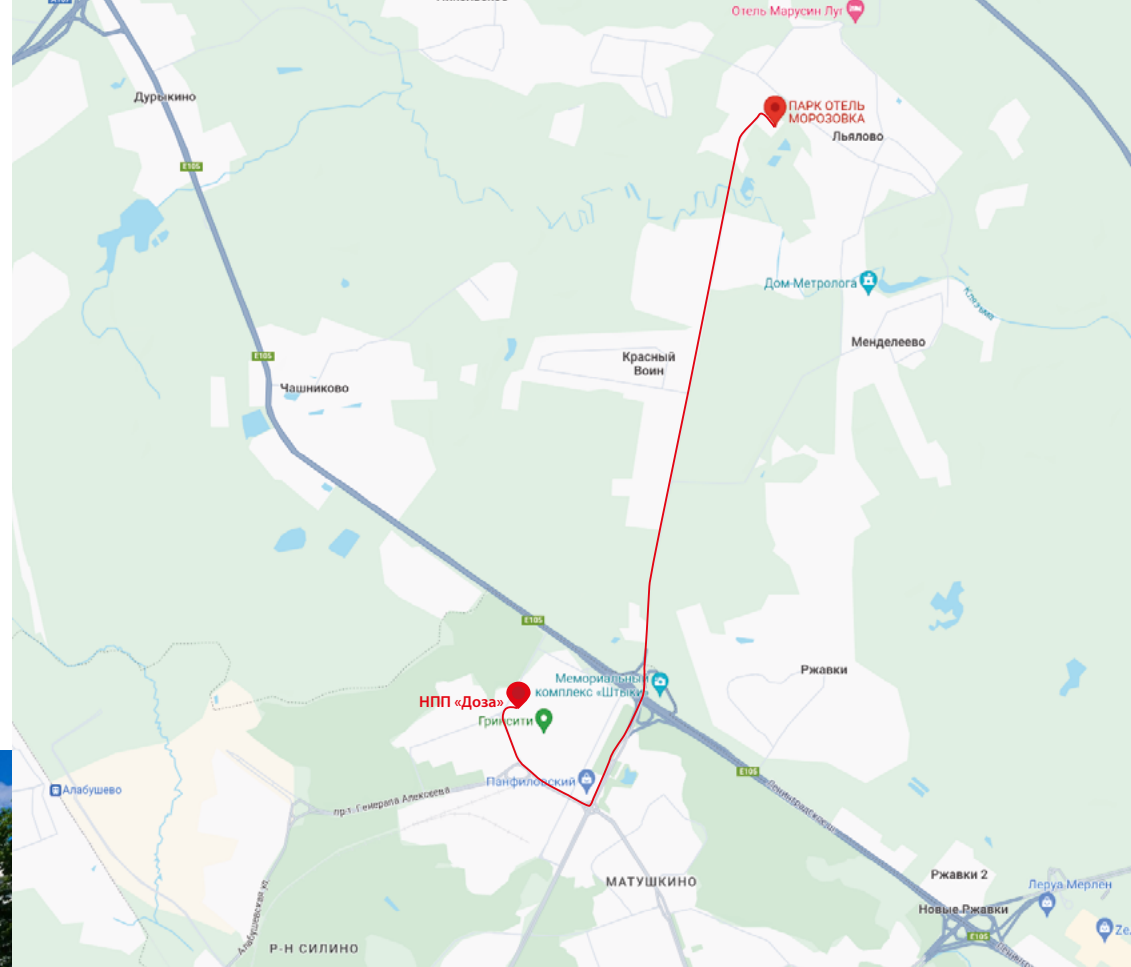 Отель Марусин Луг
Дурыкино
ПАРК ОТЕЛЬ
МОРОЗОВКА
Льялово
E105
Дом Метролога
Клязьма
Менделеево
E105
Красный
Воин
Чашниково
E105
Мемориальный
комплекс «Штыки»
Ржавки
НПП «Доза»
Гринсити
E105
Панфиловский
Алабушево
пр-т. Генерала Алексеева
Ленинградское
МАТУШКИНО
Ржавки 2
Леруа Мерлен
Новые Ржавки
Алабушевская ул.
E105
Р-Н СИЛИНО